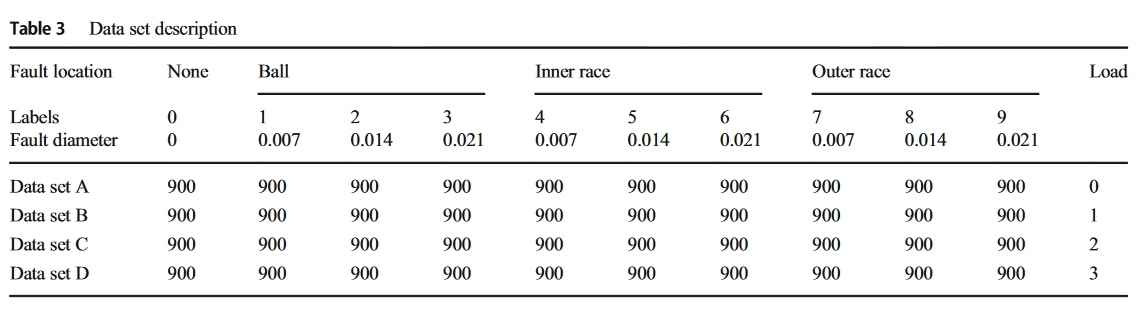 Table 3 Data set description
Fault location None Ball Inner race Outer race Load
Labels 0 1 2 3 4 5 6 7 8 9
Fault diameter 0 0.007 0.014 0.021 0.007 0.014 0.021 0.007 0.014 0.021
Data set A 900 900 900 900 900 900 900 900 900 900 0
Data set B 900 900 900 900 900 900 900 900 900 900 1
Data set C 900 900 900 900 900 900 900 900 900 900 2
Data set D 900 900 900 900 900 900 900 900 900 900 3